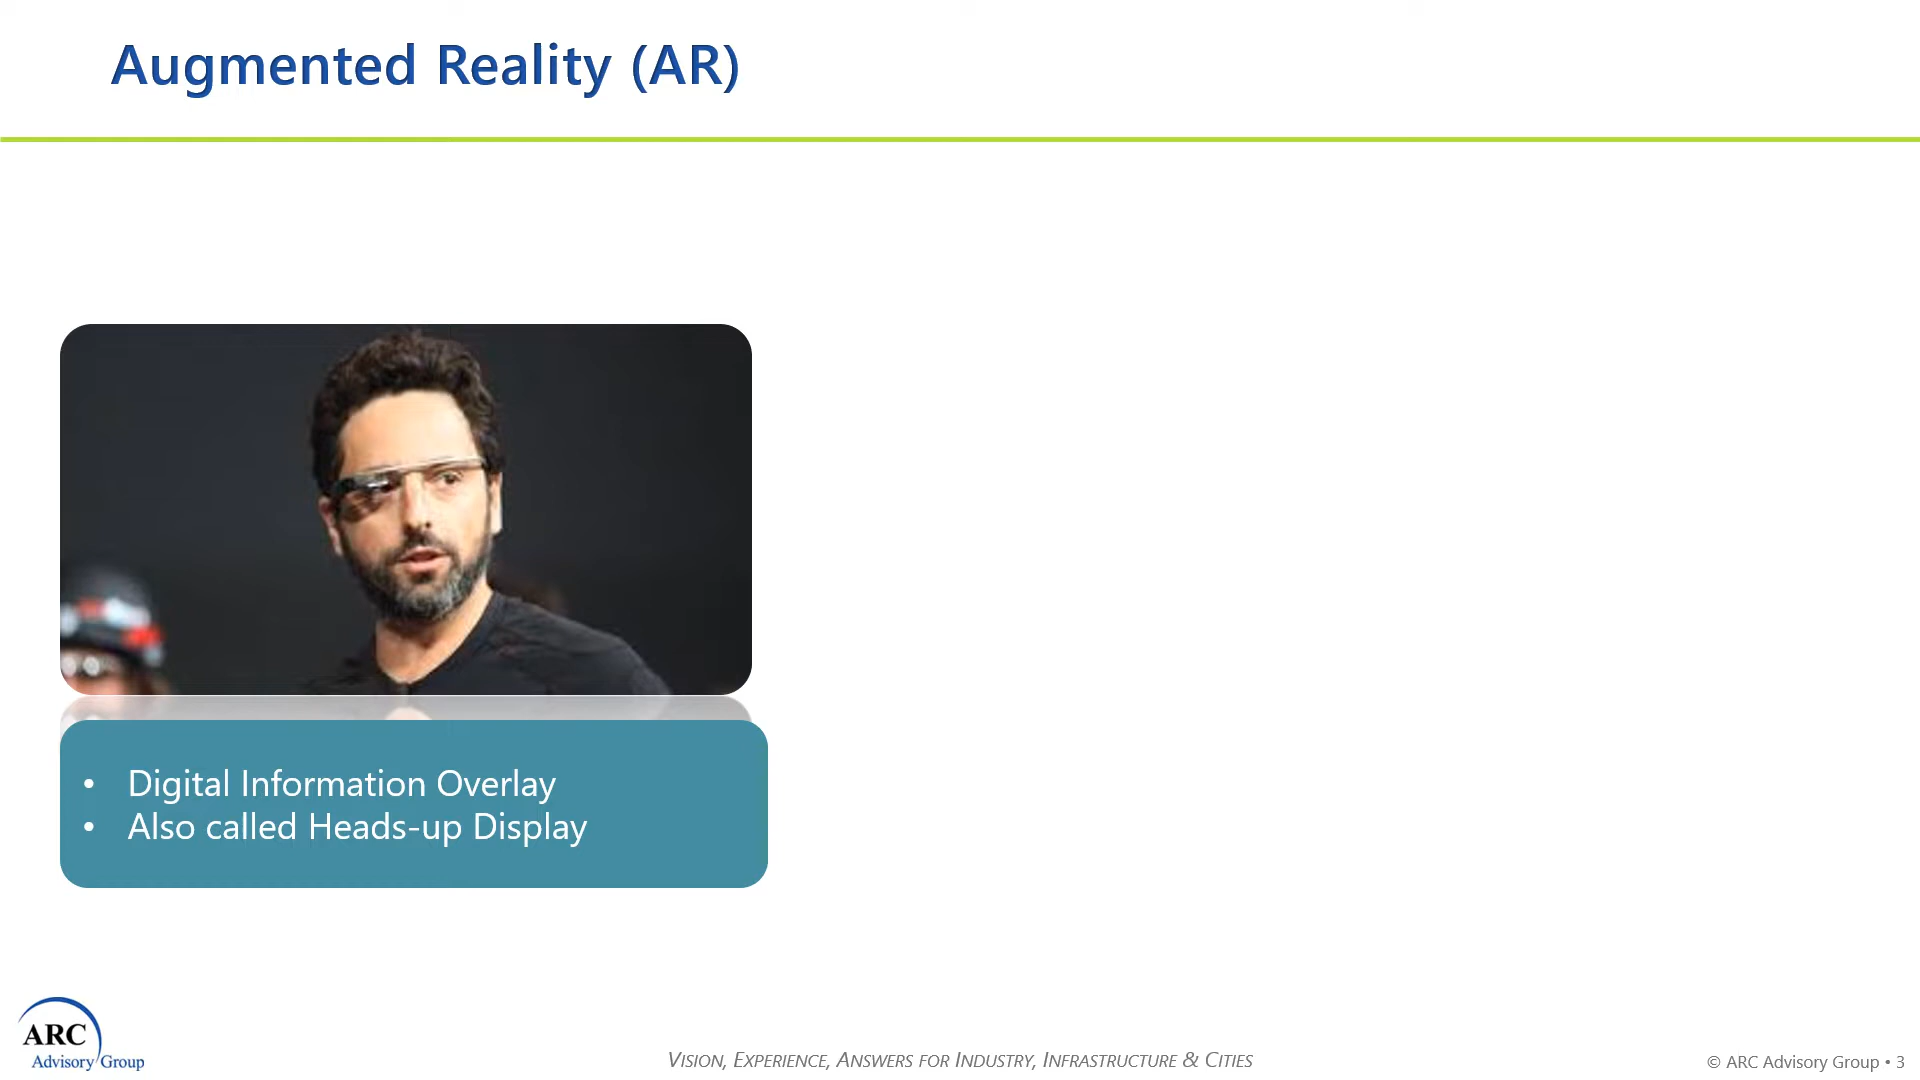 Augmented Reality (AR)
• Digital Information Overlay
• Also called Heads-up Display
ARC
Advisory Group
VISION, EXPERIENCE, ANSWERS FOR INDUSTRY, INFRASTRUCTURE & CITIES
© ARC Advisory Group • 3